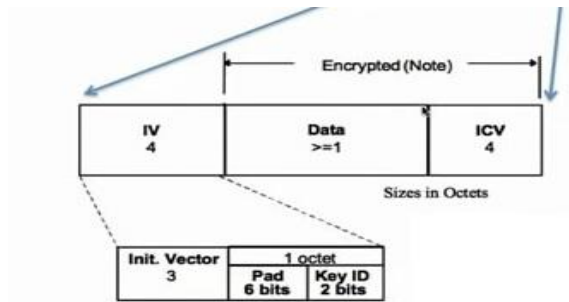 Encrypted (Note)
IV
4
Data
>=1
ICV
4
Sizes in Octets
Init. Vector
3
1 octet
Pad
6 bits
Key ID
2 bits